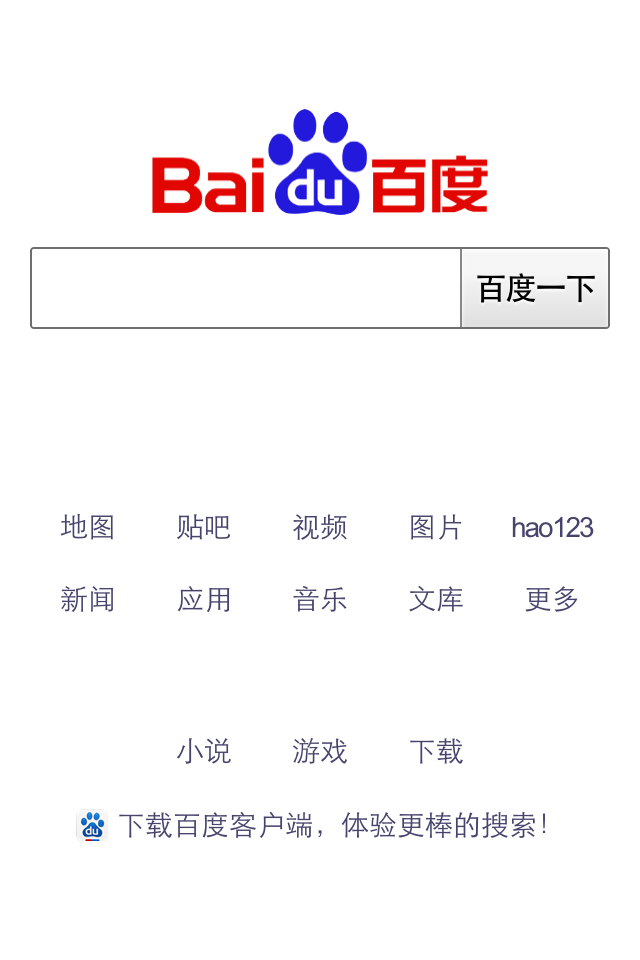 Bai du 百度
百度一下
地图 贴吧 视频 图片 hao123
新闻 应用 音乐 文库 更多
小说 游戏 下载
du 下载百度客户端，体验更棒的搜索！